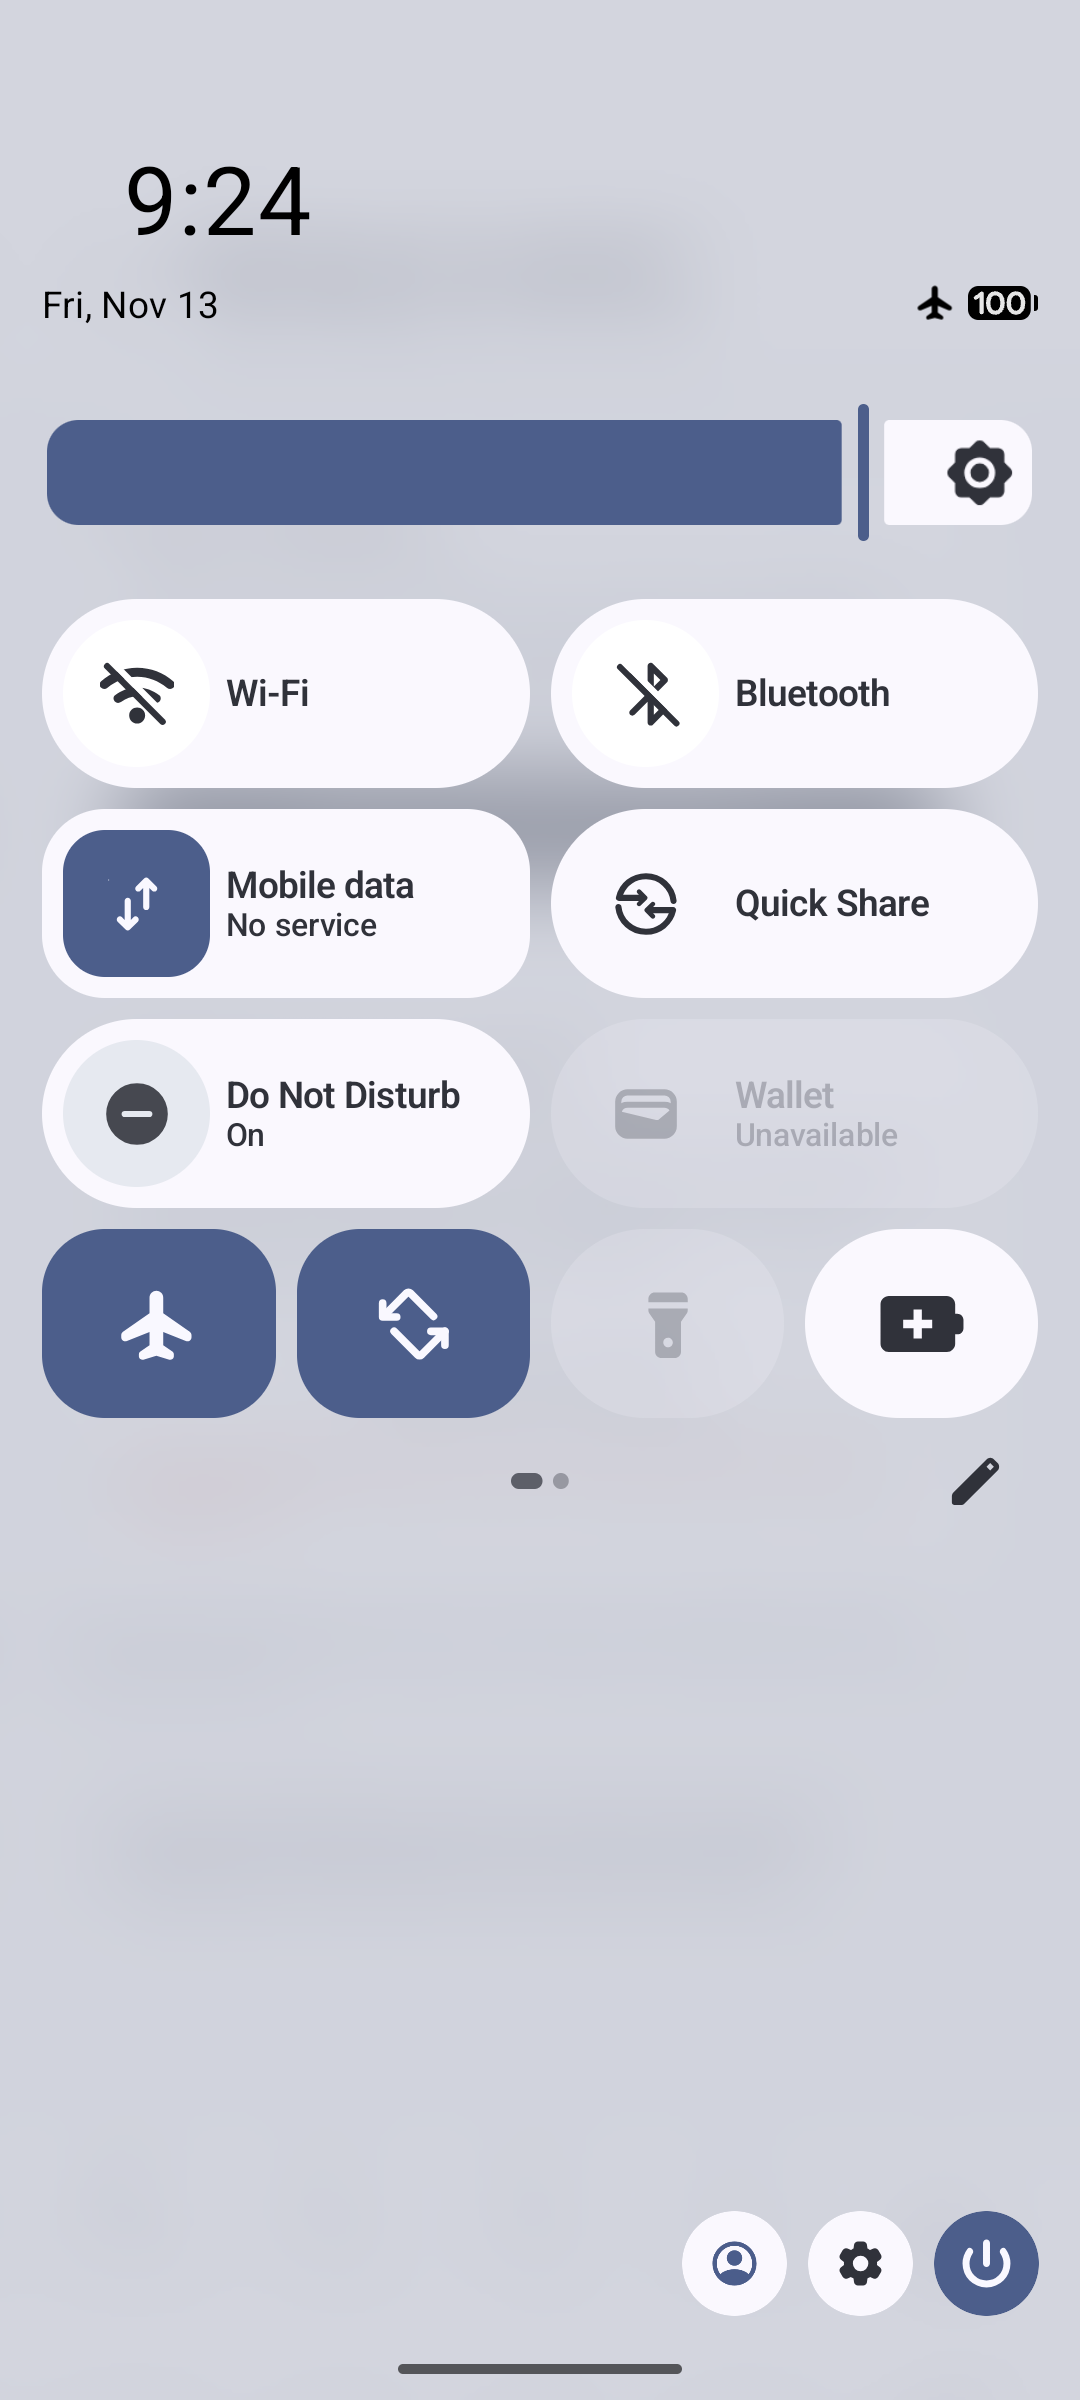 9:24
Fri, Nov 13
100
Wi-Fi
Bluetooth
Mobile data
No service
Quick Share
Do Not Disturb
On
Wallet
Unavailable